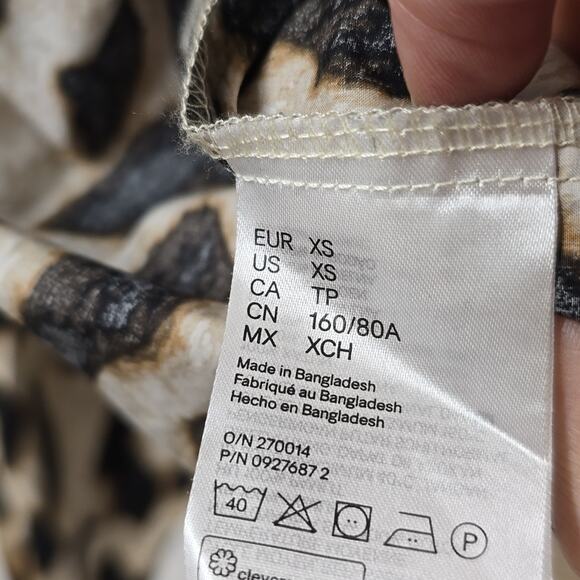 EUR XS
US XS
CA TP
CN 160/80A
MX XCH
Made in Bangladesh
Fabriqué au Bangladesh
Hecho en Bangladesh
O/N 270014
P/N 0927687 2
40 P